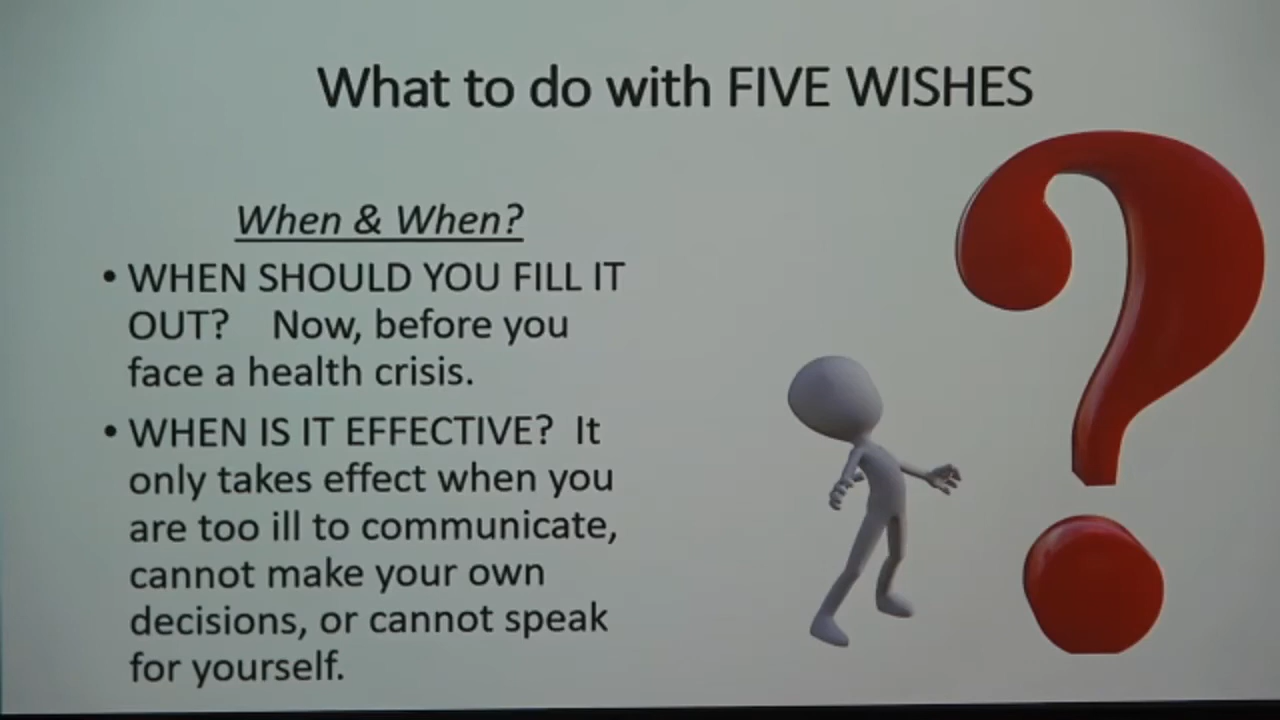 What to do with FIVE WISHES
When & When?
• WHEN SHOULD YOU FILL IT
OUT? Now, before you
face a health crisis.
• WHEN IS IT EFFECTIVE? It
only takes effect when you
are too ill to communicate,
cannot make your own
decisions, or cannot speak
for yourself.